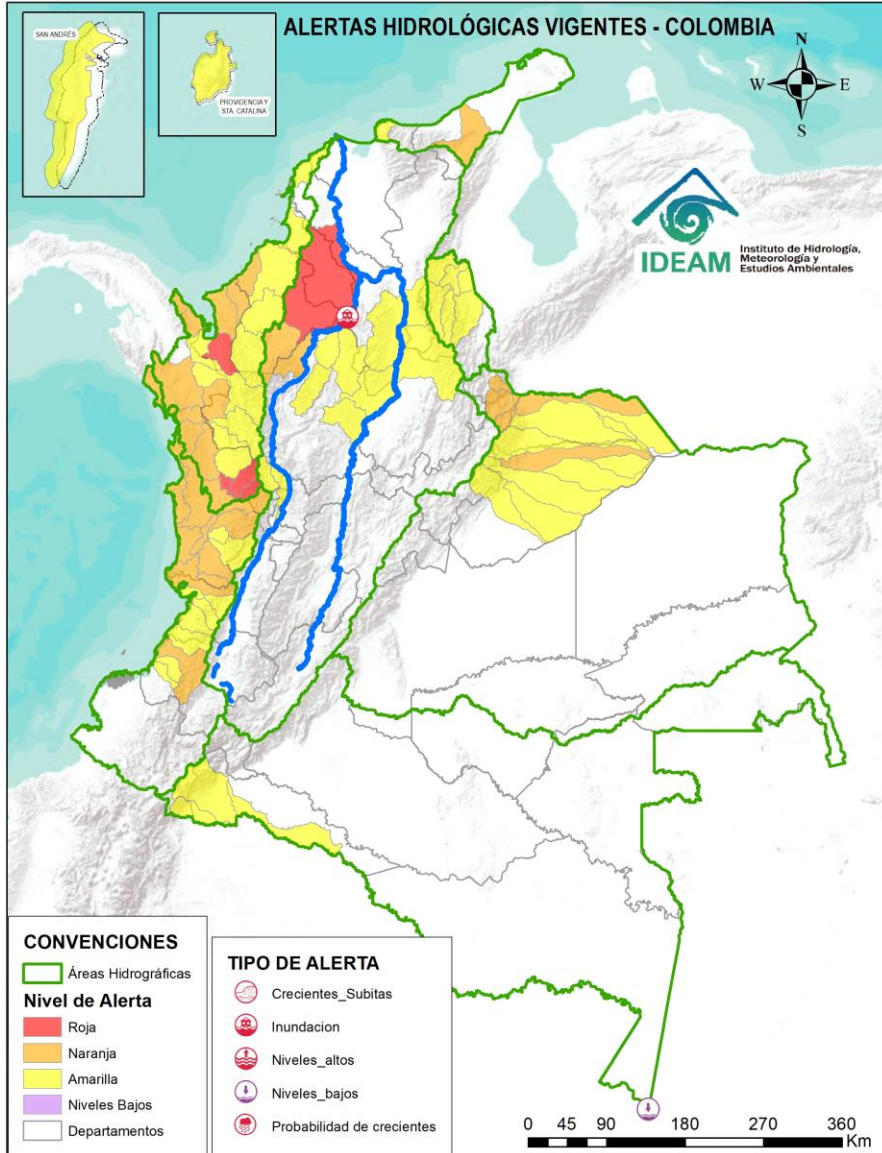 ALERTAS HIDROLÓGICAS VIGENTES - COLOMBIA
SAN ANDRÉS
PROVIDENCIA Y
STA. CATALINA
N
W
E
S
IDEAM
Instituto de Hidrología,
Meteorología y
Estudios Ambientales
CONVENCIONES
Áreas Hidrográficas
Nivel de Alerta
Roja
Naranja
Amarilla
Niveles Bajos
Departamentos
TIPO DE ALERTA
Crecientes_Subitas
Inundacion
Niveles_altos
Niveles_bajos
Probabilidad de crecientes
0 45 90 180 270 360
Km